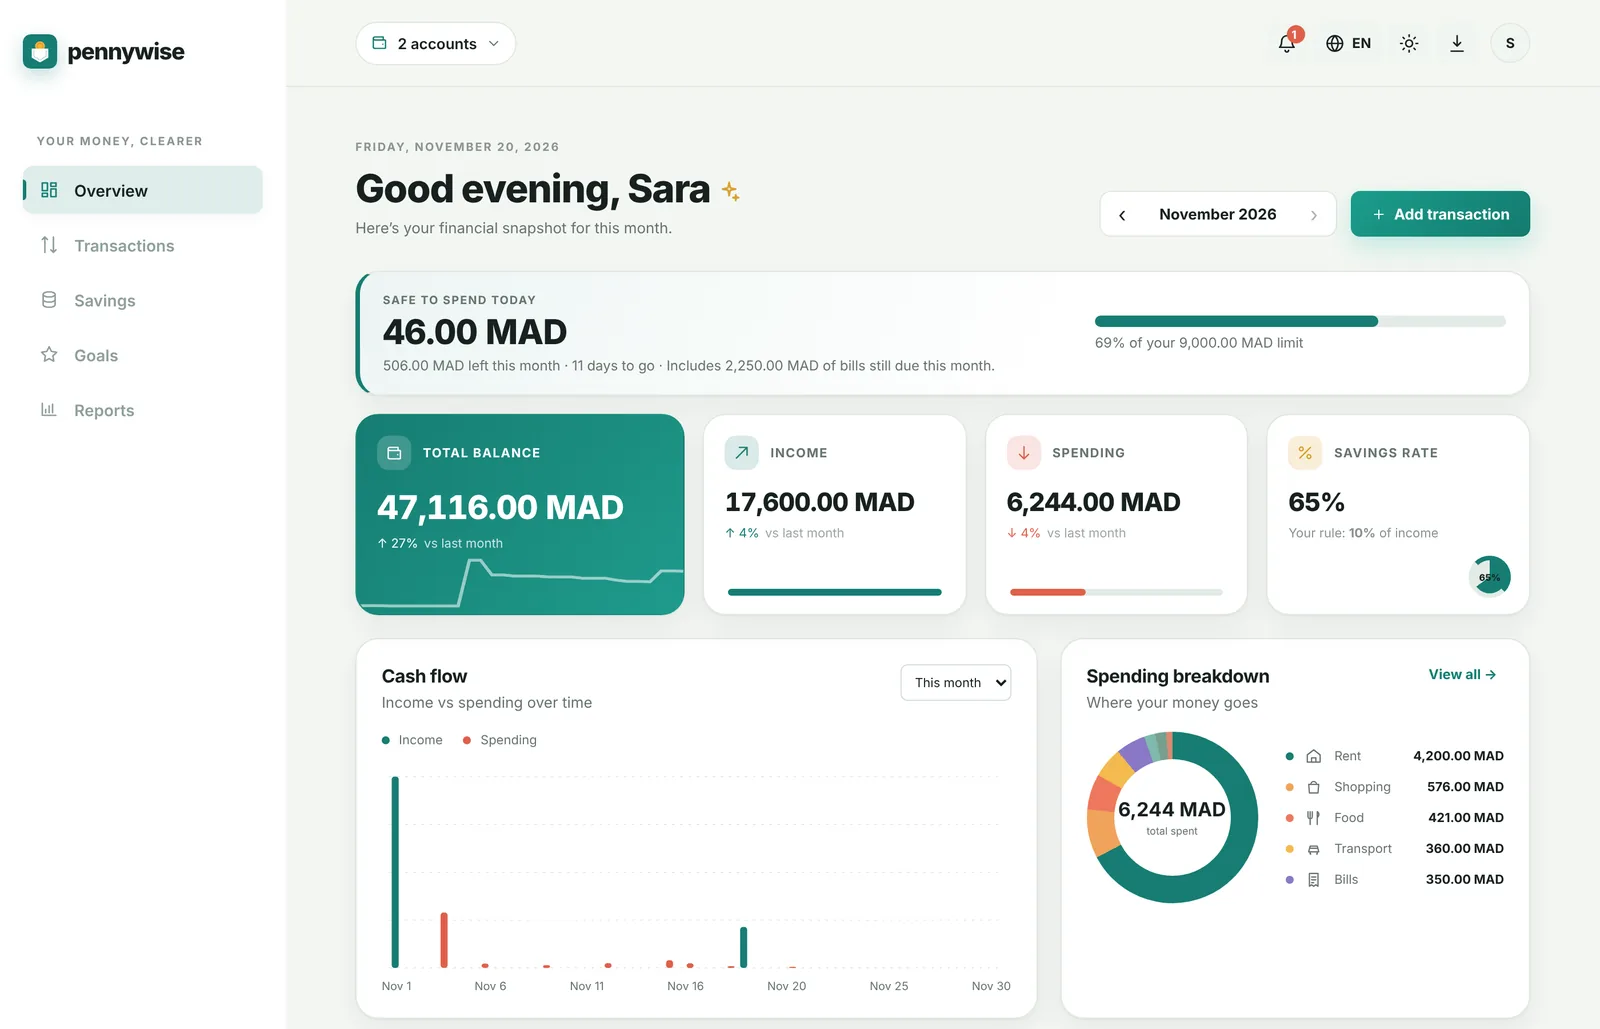 pennywise
2 accounts
1
EN
S
YOUR MONEY, CLEARER
Overview
Transactions
Savings
Goals
Reports
FRIDAY, NOVEMBER 20, 2026
Good evening, Sara
Here's your financial snapshot for this month.
November 2026
+ Add transaction
SAFE TO SPEND TODAY
46.00 MAD
506.00 MAD left this month · 11 days to go · Includes 2,250.00 MAD of bills still due this month.
69% of your 9,000.00 MAD limit
TOTAL BALANCE
47,116.00 MAD
↑ 27% vs last month
INCOME
17,600.00 MAD
↑ 4% vs last month
SPENDING
6,244.00 MAD
↓ 4% vs last month
% SAVINGS RATE
65%
Your rule: 10% of income
65%
Cash flow
Income vs spending over time
This month
Income
Spending
Nov 1
Nov 6
Nov 11
Nov 16
Nov 20
Nov 25
Nov 30
Spending breakdown
View all →
Where your money goes
6,244 MAD
total spent
Rent 4,200.00 MAD
Shopping 576.00 MAD
Food 421.00 MAD
Transport 360.00 MAD
Bills 350.00 MAD